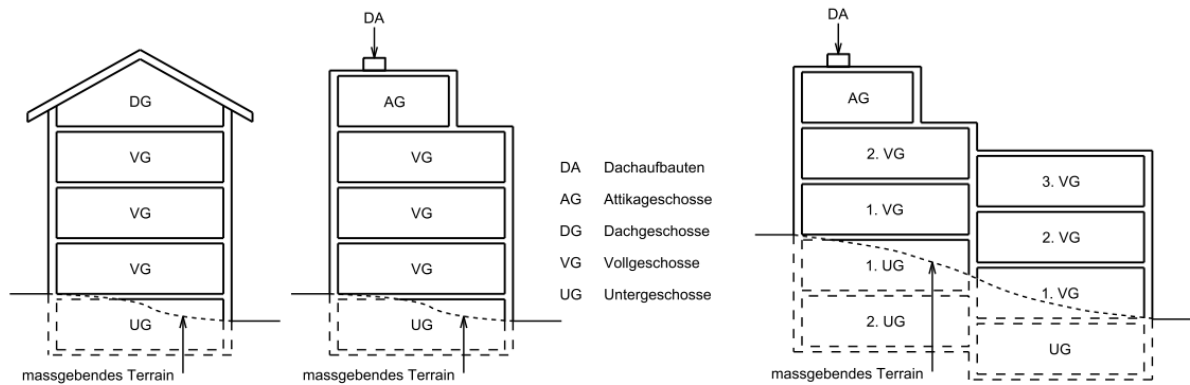 DG
VG
VG
VG
UG
massgebendes Terrain
DA
AG
VG
VG
VG
UG
massgebendes Terrain
DA Dachaufbauten
AG Attikageschosse
DG Dachgeschosse
VG Vollgeschosse
UG Untergeschosse
DA
AG
2. VG
1. VG
1. UG
2. UG
3. VG
2. VG
1. VG
UG
massgebendes Terrain